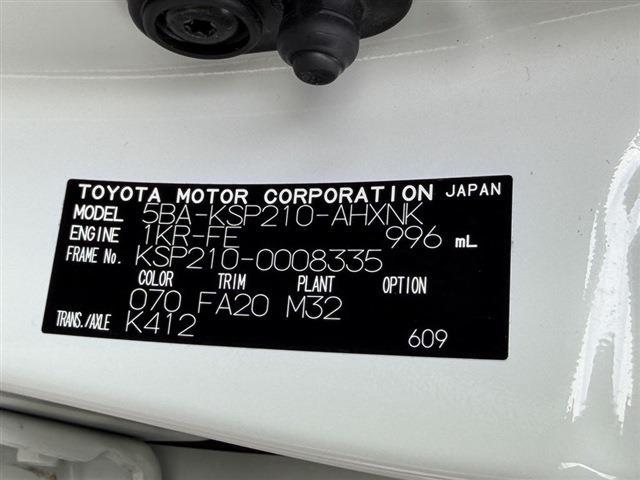 TOYOTA MOTOR CORPORATION JAPAN
MODEL 5BA-KSP210-AHXNK
ENGINE 1KR-FE 996 mL
FRAME No. KSP210-0008335
COLOR TRIM PLANT OPTION
070 FA20 M32
TRANS./AXLE K412
609